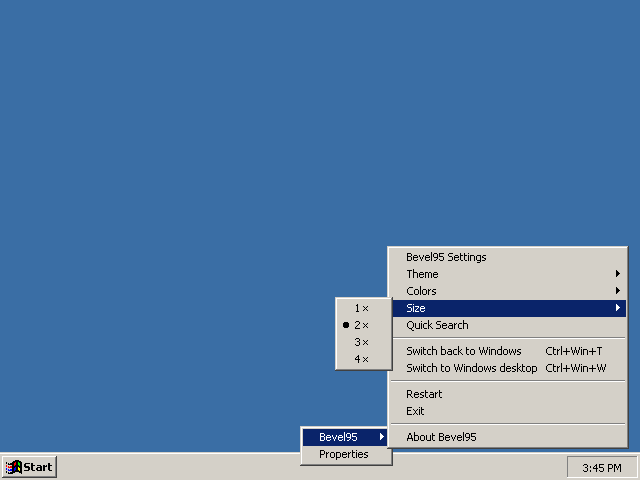 Bevel95 Settings
Theme
Colors
Size
Quick Search
Switch back to Windows Ctrl+Win+T
Switch to Windows desktop Ctrl+Win+W
Restart
Exit
About Bevel95
1×
2×
3×
4×
Bevel95
Properties
Start
3:45 PM